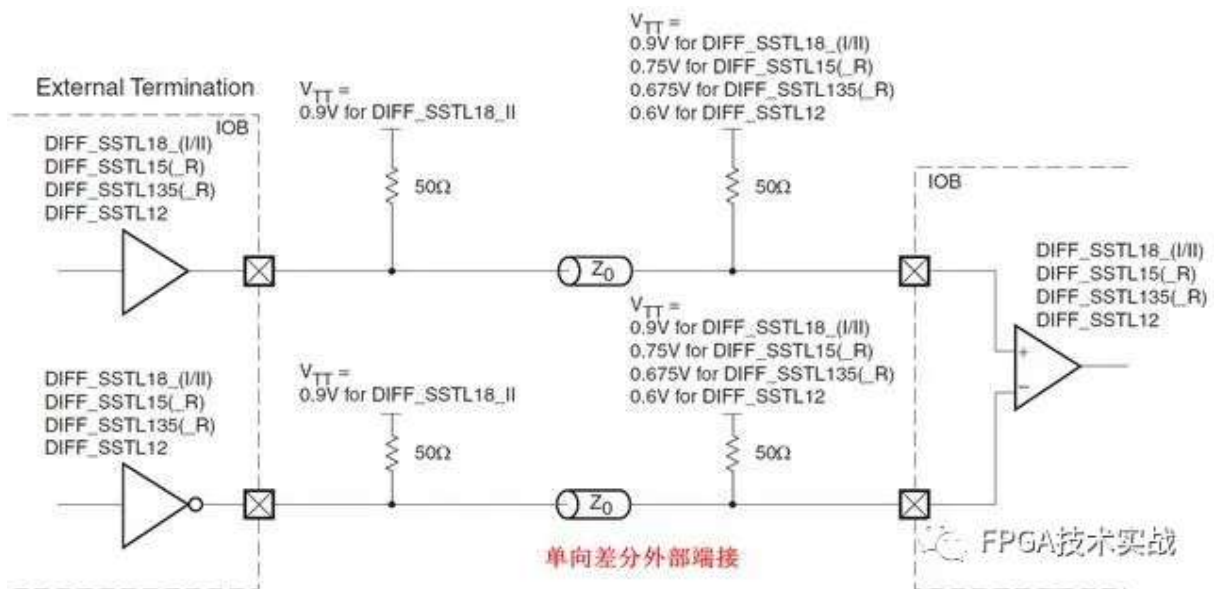 External Termination
IOB
DIFF_SSTL18_(I/II)
DIFF_SSTL15(_R)
DIFF_SSTL135(_R)
DIFF_SSTL12
VTT =
0.9V for DIFF_SSTL18_II
50Ω
VTT =
0.9V for DIFF_SSTL18_(I/II)
0.75V for DIFF_SSTL15(_R)
0.675V for DIFF_SSTL135(_R)
0.6V for DIFF_SSTL12
50Ω
Z0
IOB
DIFF_SSTL18_(I/II)
DIFF_SSTL15(_R)
DIFF_SSTL135(_R)
DIFF_SSTL12
+
−
DIFF_SSTL18_(I/II)
DIFF_SSTL15(_R)
DIFF_SSTL135(_R)
DIFF_SSTL12
VTT =
0.9V for DIFF_SSTL18_II
50Ω
VTT =
0.9V for DIFF_SSTL18_(I/II)
0.75V for DIFF_SSTL15(_R)
0.675V for DIFF_SSTL135(_R)
0.6V for DIFF_SSTL12
50Ω
Z0
单向差分外部端接
FPGA技术实战